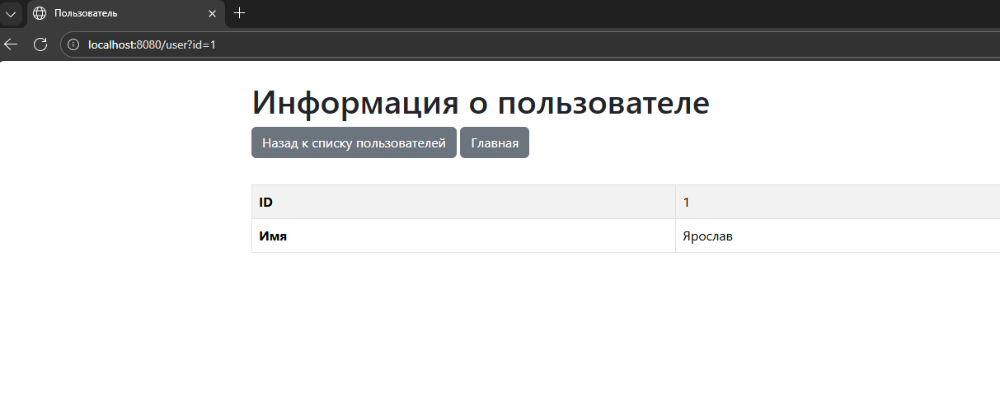 Пользователь
localhost:8080/user?id=1
Информация о пользователе
Назад к списку пользователей Главная
ID 1
Имя Ярослав